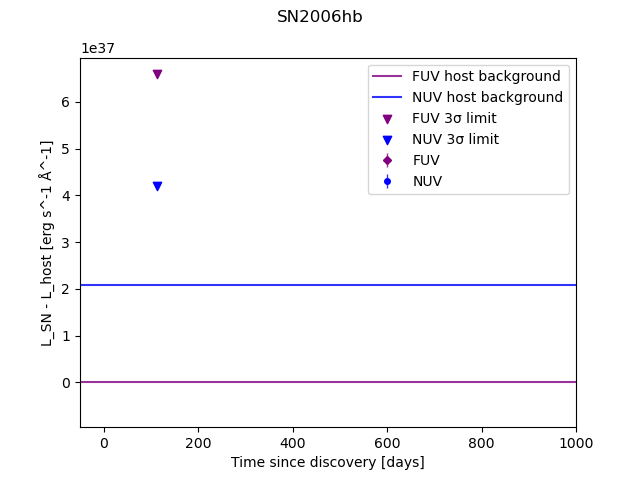 SN2006hb
1e37
L_SN - L_host [erg s^-1 Å^-1]
6
5
4
3
2
1
0
FUV host background
NUV host background
FUV 3σ limit
NUV 3σ limit
FUV
NUV
0 200 400 600 800 1000
Time since discovery [days]